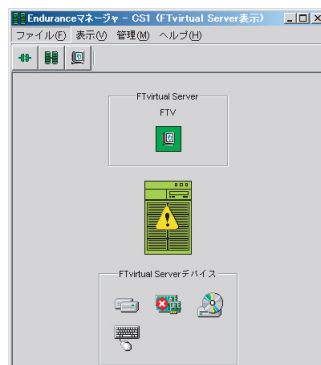 Enduranceマネージャ - CS1 (FTvirtual Server表示)
ファイル(F) 表示(V) 管理(M) ヘルプ(H)
FTvirtual Server
FTV
FTvirtual Serverデバイス